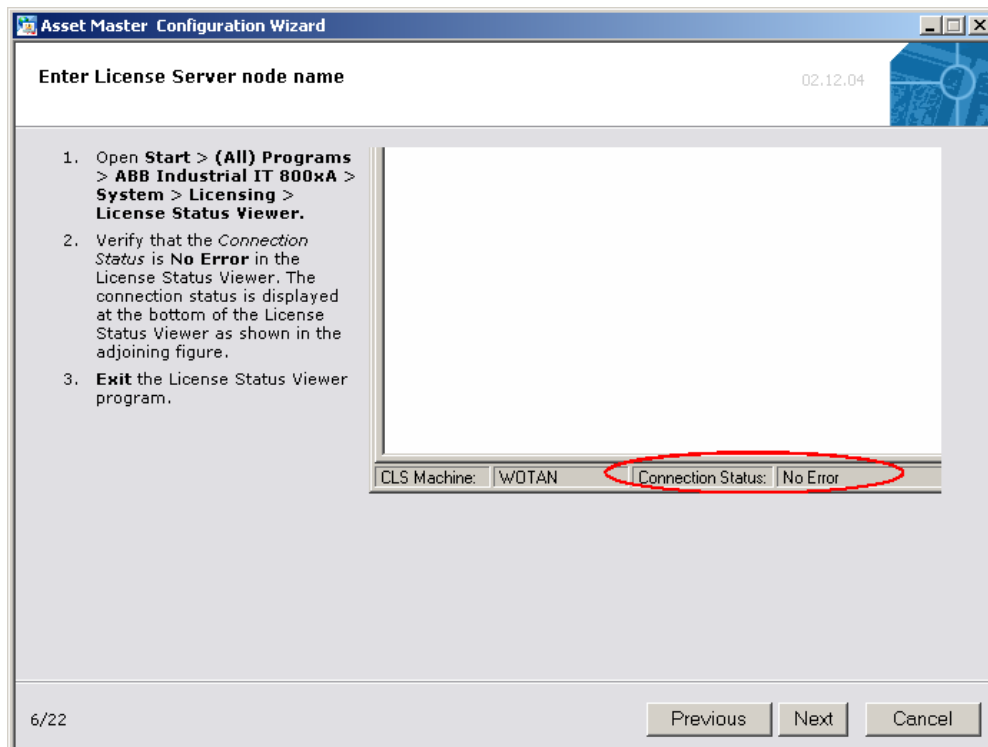 Asset Master Configuration Wizard
Enter License Server node name
02.12.04
1. Open Start > (All) Programs
> ABB Industrial IT 800xA >
System > Licensing >
License Status Viewer.
2. Verify that the Connection
Status is No Error in the
License Status Viewer. The
connection status is displayed
at the bottom of the License
Status Viewer as shown in the
adjoining figure.
3. Exit the License Status Viewer
program.
CLS Machine: WOTAN Connection Status: No Error
6/22 Previous Next Cancel